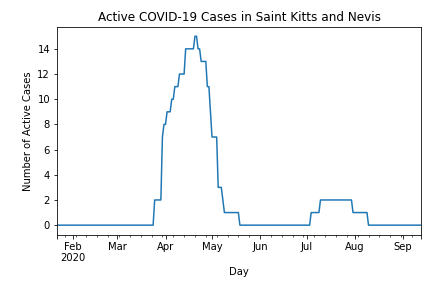 Active COVID-19 Cases in Saint Kitts and Nevis
Number of Active Cases
14
12
10
8
6
4
2
0
Feb Mar Apr May Jun Jul Aug Sep
2020
Day